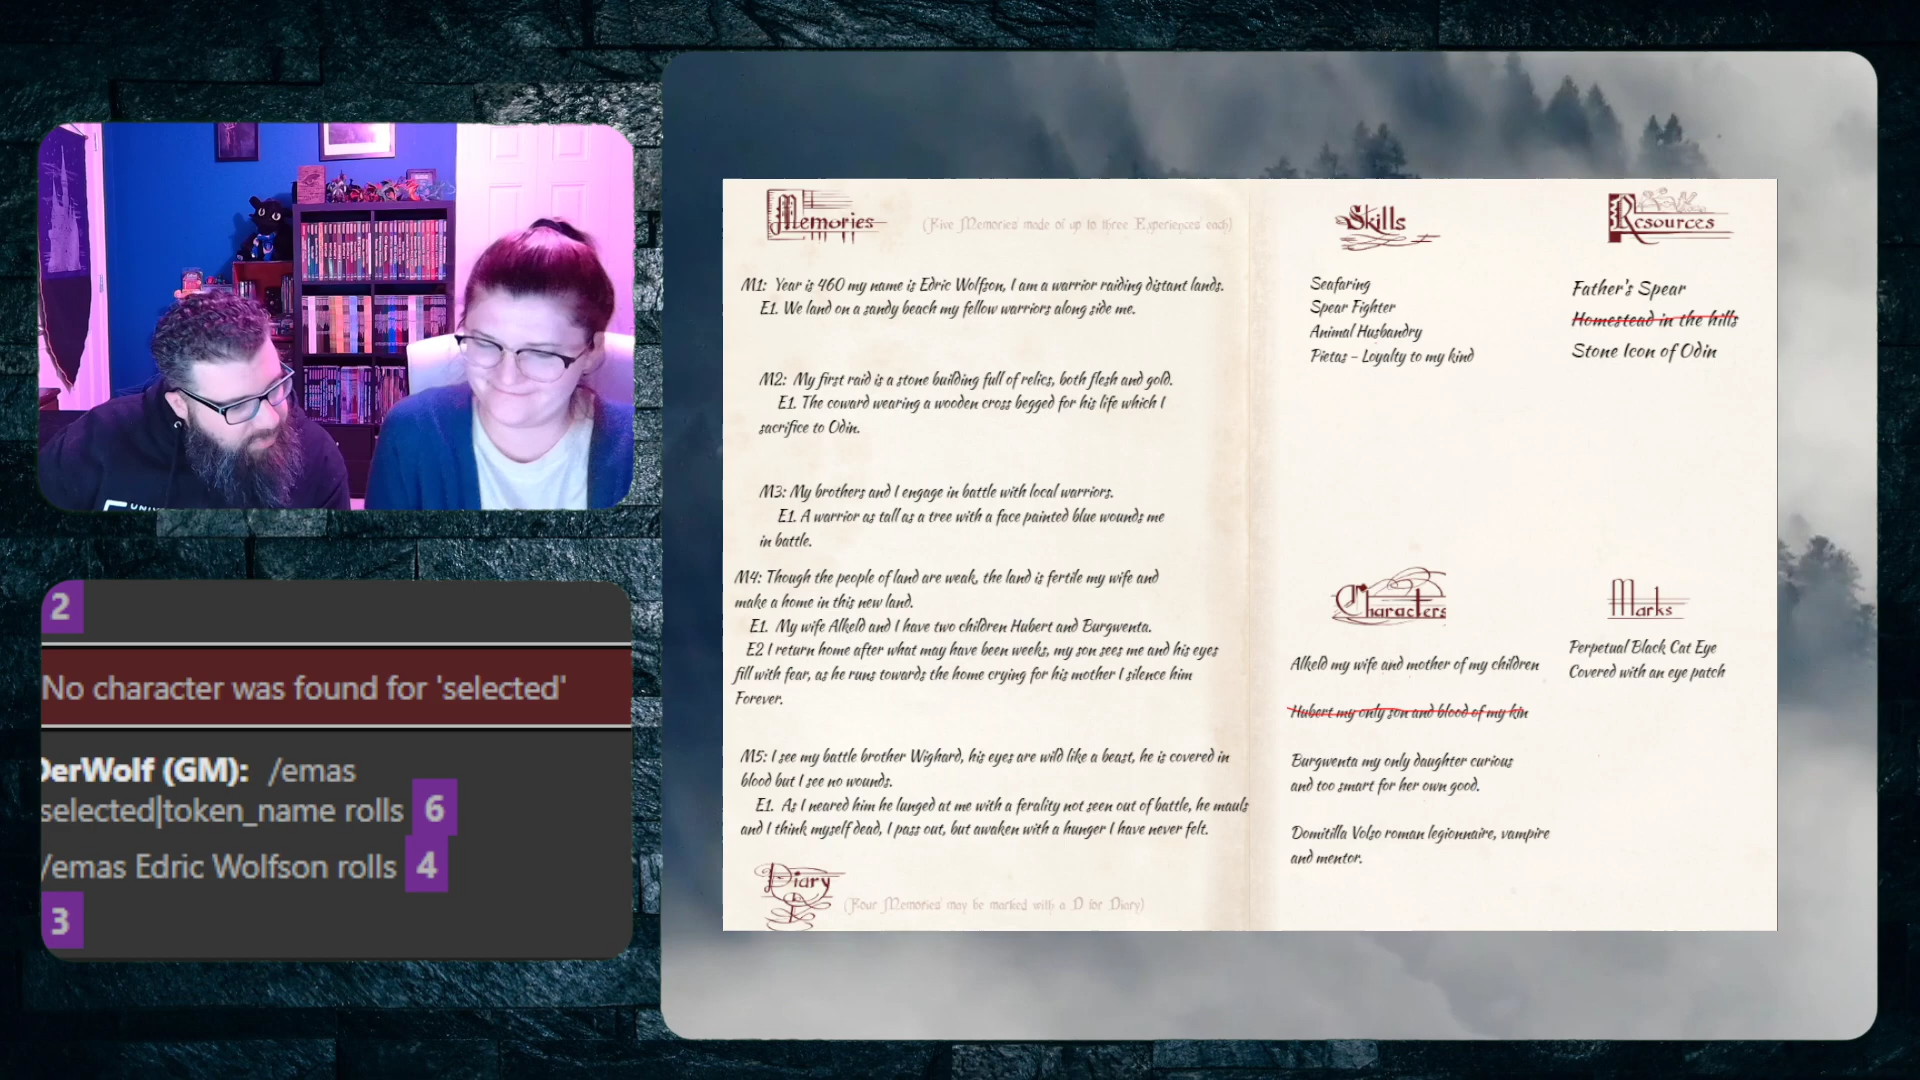 2
No character was found for 'selected'
DerWolf (GM): /emas
selected|token_name rolls 6
/emas Edric Wolfson rolls 4
3
Memories
(Five Memories made of up to three Experiences each)
M1: Year is 460 my name is Edric Wolfson, I am a warrior raiding distant lands.
E1. We land on a sandy beach my fellow warriors along side me.
M2: My first raid is a stone building full of relics, both flesh and gold.
E1. The coward wearing a wooden cross begged for his life which I
sacrifice to Odin.
M3: My brothers and I engage in battle with local warriors.
E1. A warrior as tall as a tree with a face painted blue wounds me
in battle.
M4: Though the people of land are weak, the land is fertile my wife and
make a home in this new land.
E1. My wife Alkeld and I have two children Hubert and Burgwenta.
E2 I return home after what may have been weeks, my son sees me and his eyes
fill with fear, as he runs towards the home crying for his mother I silence him
Forever.
M5: I see my battle brother Wighard, his eyes are wild like a beast, he is covered in
blood but I see no wounds.
E1. As I neared him he lunged at me with a ferality not seen out of battle, he mauls
and I think myself dead, I pass out, but awaken with a hunger I have never felt.
Diary
(Four Memories may be marked with a D for Diary)
Skills
Seafaring
Spear Fighter
Animal Husbandry
Pietas - Loyalty to my kind
Resources
Father's Spear
Homestead in the hills
Stone Icon of Odin
Characters
Alkeld my wife and mother of my children
Hubert my only son and blood of my kin
Burgwenta my only daughter curious
and too smart for her own good.
Domitilla Volso roman legionnaire, vampire
and mentor.
Marks
Perpetual Black Cat Eye
Covered with an eye patch